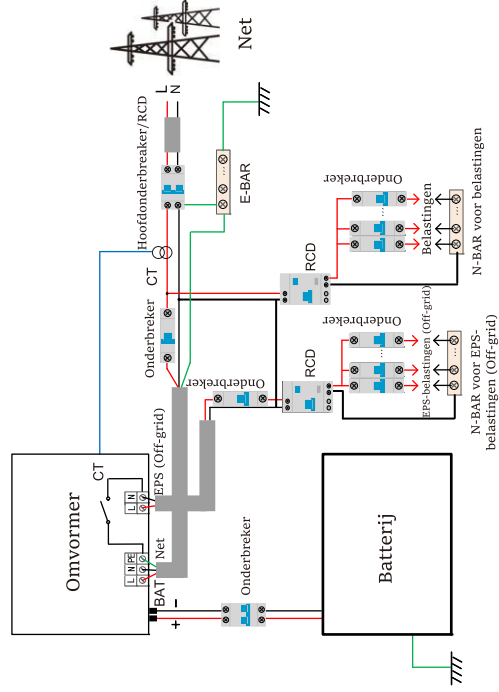 Omvormer
CT
L N
EPS (Off-grid)
L N PE
Net
BAT
+ -
Onderbreker
Batterij
Onderbreker
CT
Hoofdonderbreaker/RCD
L
N
Net
E-BAR
Onderbreker
RCD
Onderbreker
EPS-belastingen (Off-grid)
N-BAR voor EPS-
belastingen (Off-grid)
RCD
Onderbreker
Belastingen
N-BAR voor belastingen